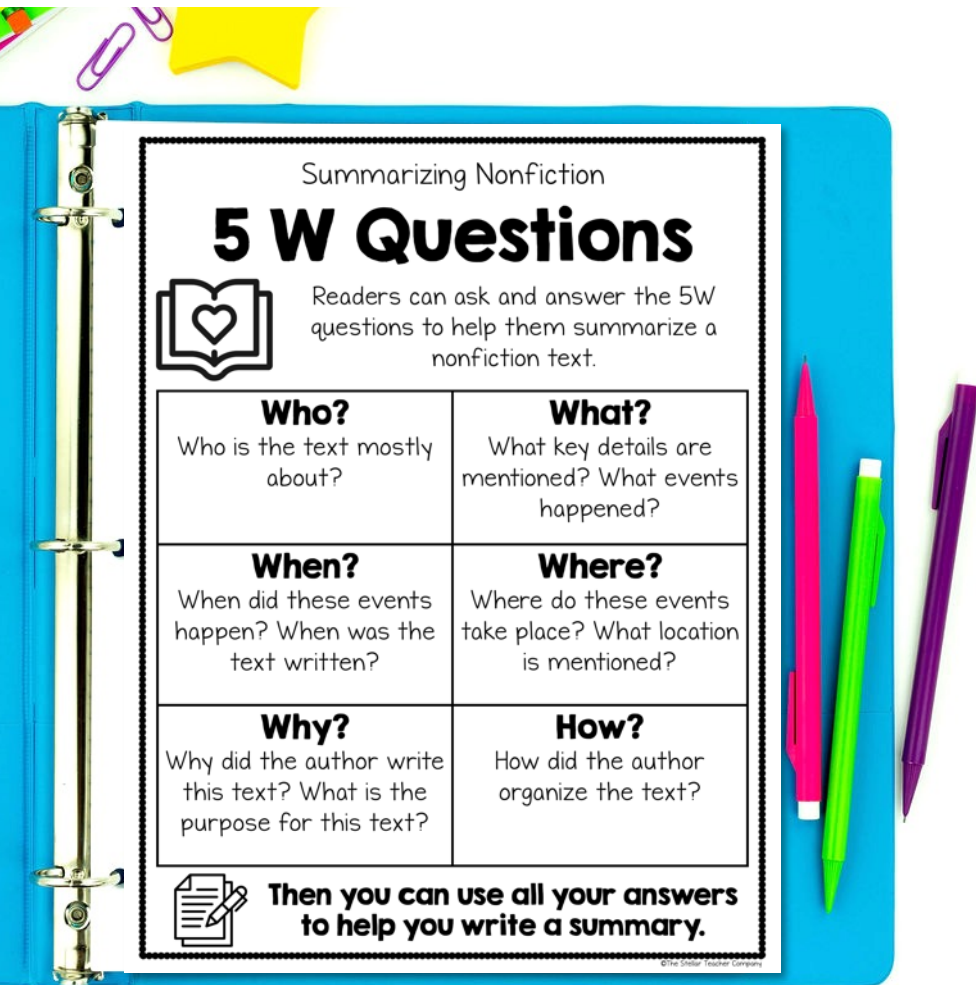 Summarizing Nonfiction
5 W Questions
Readers can ask and answer the 5W
questions to help them summarize a
nonfiction text.
Who?
Who is the text mostly
about?
What?
What key details are
mentioned? What events
happened?
When?
When did these events
happen? When was the
text written?
Where?
Where do these events
take place? What location
is mentioned?
Why?
Why did the author write
this text? What is the
purpose for this text?
How?
How did the author
organize the text?
Then you can use all your answers
to help you write a summary.
©The Stellar Teacher Company